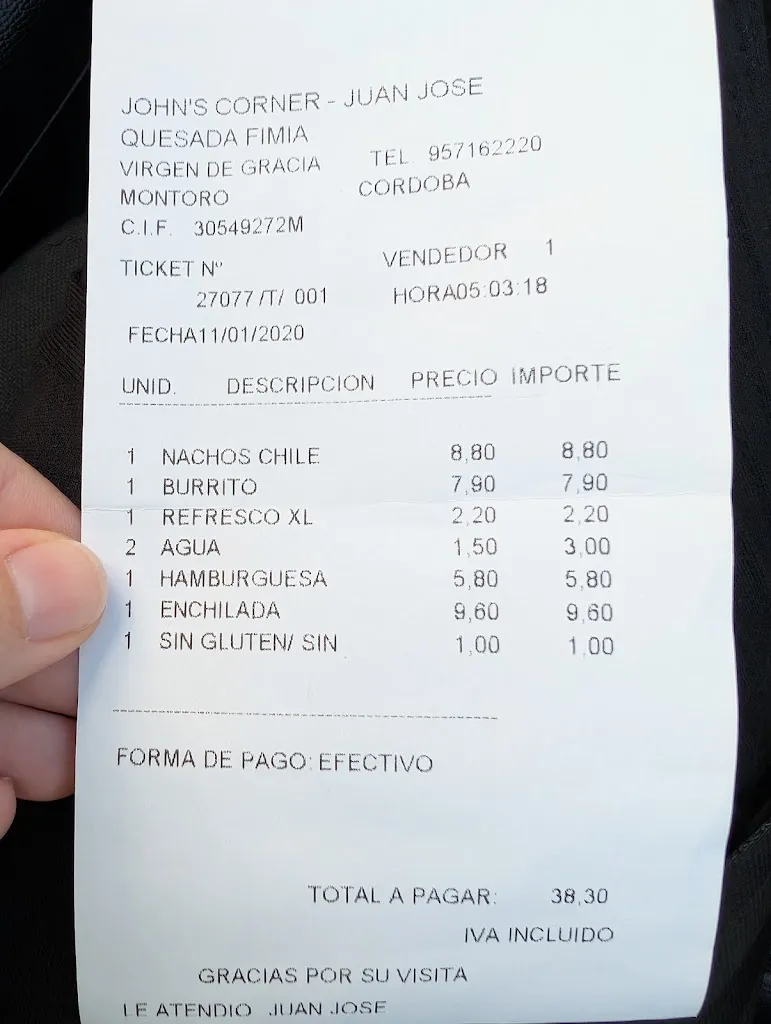 JOHN'S CORNER - JUAN JOSE
QUESADA FIMIA
VIRGEN DE GRACIA TEL 957162220
MONTORO CORDOBA
C.I.F. 30549272M
TICKET Nº VENDEDOR 1
27077 /T/ 001 HORA05:03:18
FECHA11/01/2020
UNID. DESCRIPCION PRECIO IMPORTE
1 NACHOS CHILE 8,80 8,80
1 BURRITO 7,90 7,90
1 REFRESCO XL 2,20 2,20
2 AGUA 1,50 3,00
1 HAMBURGUESA 5,80 5,80
1 ENCHILADA 9,60 9,60
1 SIN GLUTEN/ SIN 1,00 1,00
FORMA DE PAGO: EFECTIVO
TOTAL A PAGAR: 38,30
IVA INCLUIDO
GRACIAS POR SU VISITA
LE ATENDIO JUAN JOSE